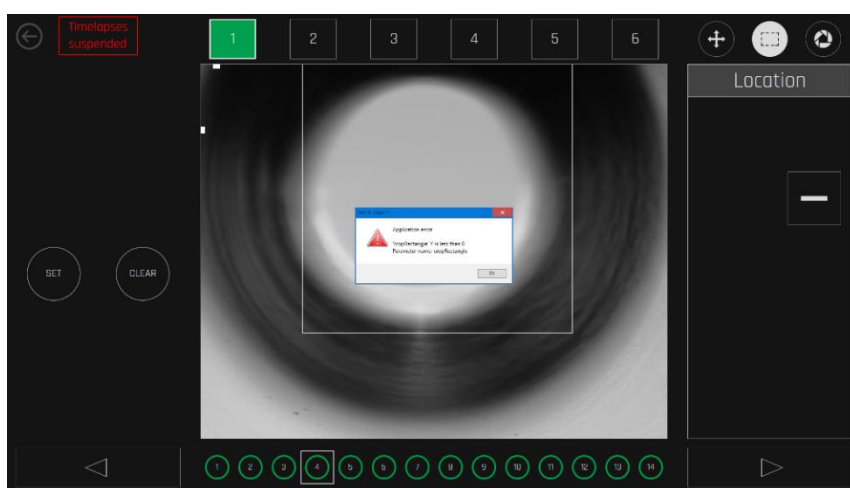 Timelapses
suspended
1 2 3 4 5 6
Location
Application error
'cropRectangle' Y is less than 0
Parameter name: cropRectangle
SET CLEAR
1 2 3 4 5 6 7 8 9 10 11 12 13 14